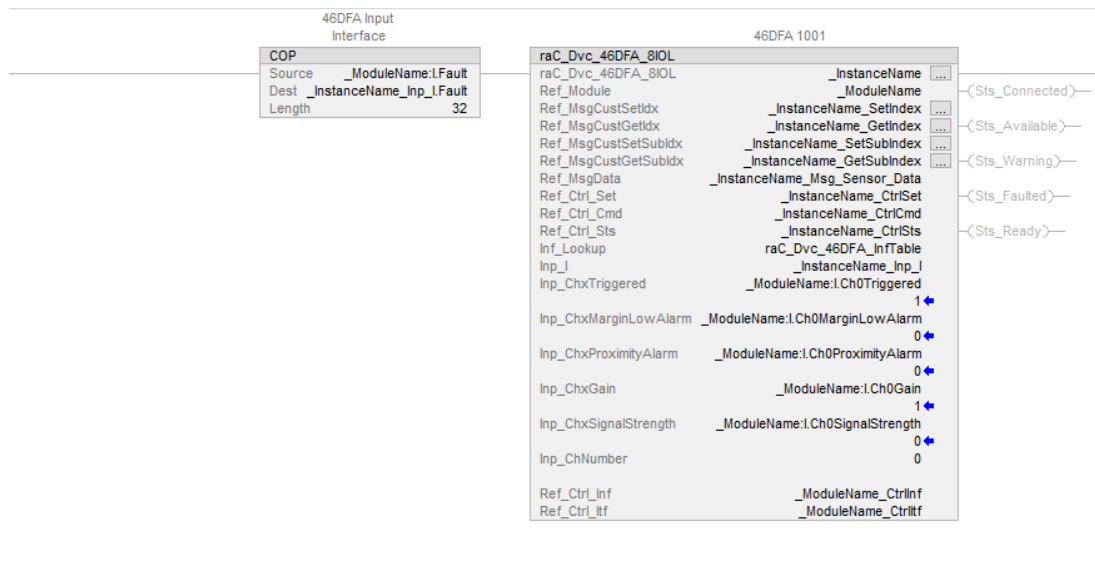 46DFA Input
Interface
COP
Source _ModuleName:I.Fault
Dest _InstanceName_Inp_I.Fault
Length 32
46DFA 1001
raC_Dvc_46DFA_8IOL
raC_Dvc_46DFA_8IOL _InstanceName ...
Ref_Module _ModuleName (Sts_Connected)
Ref_MsgCustSetIdx _InstanceName_SetIndex ...
Ref_MsgCustGetIdx _InstanceName_GetIndex ... (Sts_Available)
Ref_MsgCustSetSubIdx _InstanceName_SetSubIndex ...
Ref_MsgCustGetSubIdx _InstanceName_GetSubIndex ... (Sts_Warning)
Ref_MsgData _InstanceName_Msg_Sensor_Data
Ref_Ctrl_Set _InstanceName_CtrlSet (Sts_Faulted)
Ref_Ctrl_Cmd _InstanceName_CtrlCmd
Ref_Ctrl_Sts _InstanceName_CtrlSts (Sts_Ready)
Inf_Lookup raC_Dvc_46DFA_InfTable
Inp_I _InstanceName_Inp_I
Inp_ChxTriggered _ModuleName:I.Ch0Triggered
1
Inp_ChxMarginLowAlarm _ModuleName:I.Ch0MarginLowAlarm
0
Inp_ChxProximityAlarm _ModuleName:I.Ch0ProximityAlarm
0
Inp_ChxGain _ModuleName:I.Ch0Gain
1
Inp_ChxSignalStrength _ModuleName:I.Ch0SignalStrength
0
Inp_ChNumber 0
Ref_Ctrl_Inf _ModuleName_CtrlInf
Ref_Ctrl_Itf _ModuleName_CtrlItf